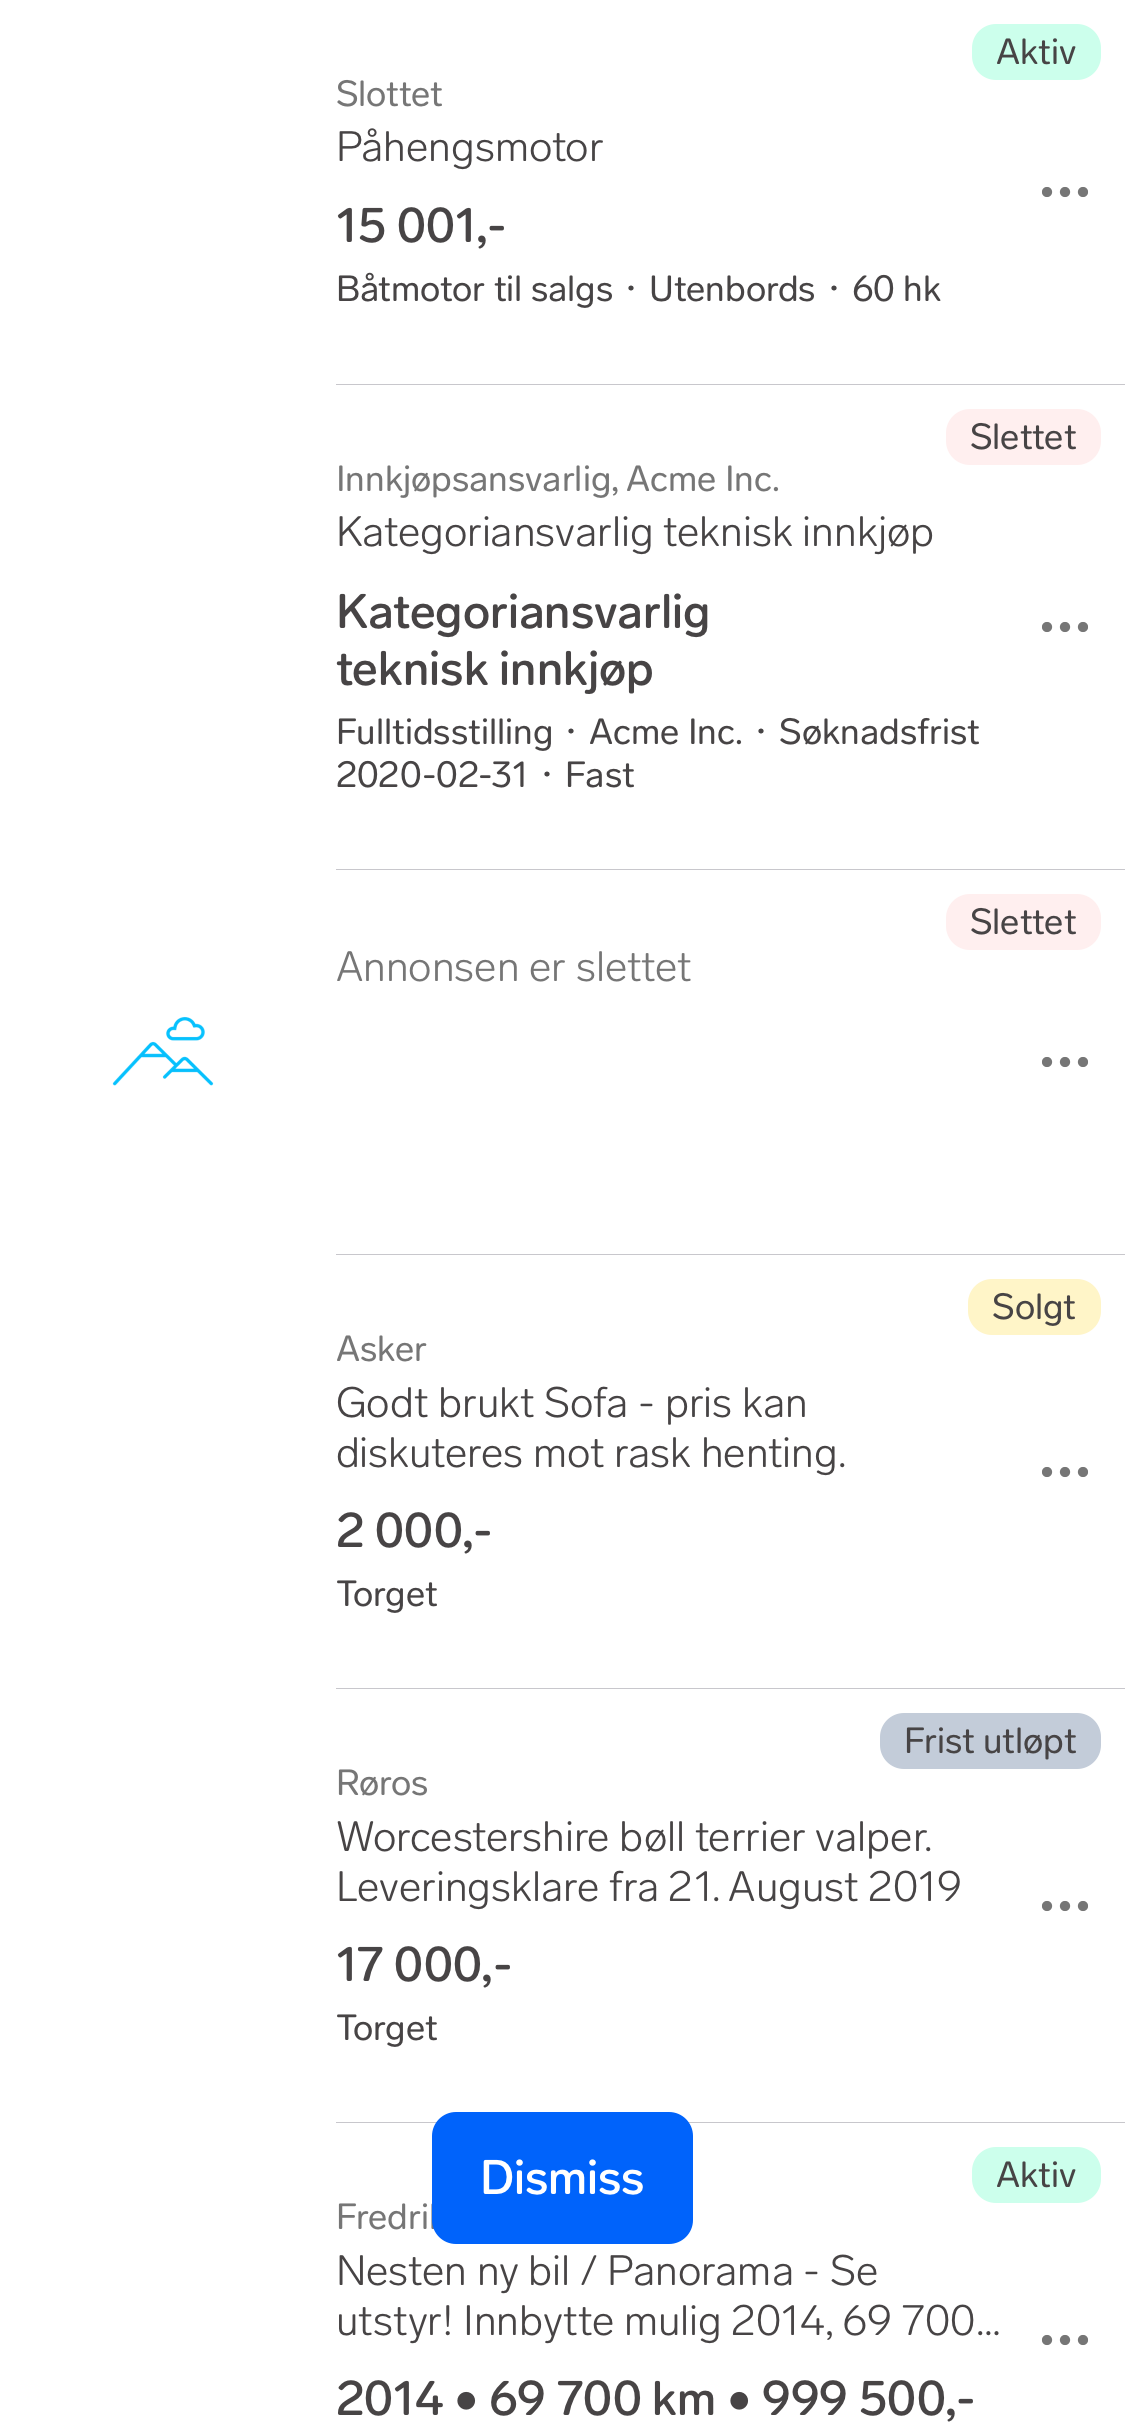 Aktiv
Slottet
Påhengsmotor
15 001,-
Båtmotor til salgs · Utenbords · 60 hk
Slettet
Innkjøpsansvarlig, Acme Inc.
Kategoriansvarlig teknisk innkjøp
Kategoriansvarlig
teknisk innkjøp
Fulltidsstilling · Acme Inc. · Søknadsfrist
2020-02-31 · Fast
Slettet
Annonsen er slettet
Solgt
Asker
Godt brukt Sofa - pris kan
diskuteres mot rask henting.
2 000,-
Torget
Frist utløpt
Røros
Worcestershire bøll terrier valper.
Leveringsklare fra 21. August 2019
17 000,-
Torget
Dismiss
Aktiv
Nesten ny bil / Panorama - Se
utstyr! Innbytte mulig 2014, 69 700...
2014 • 69 700 km • 999 500,-